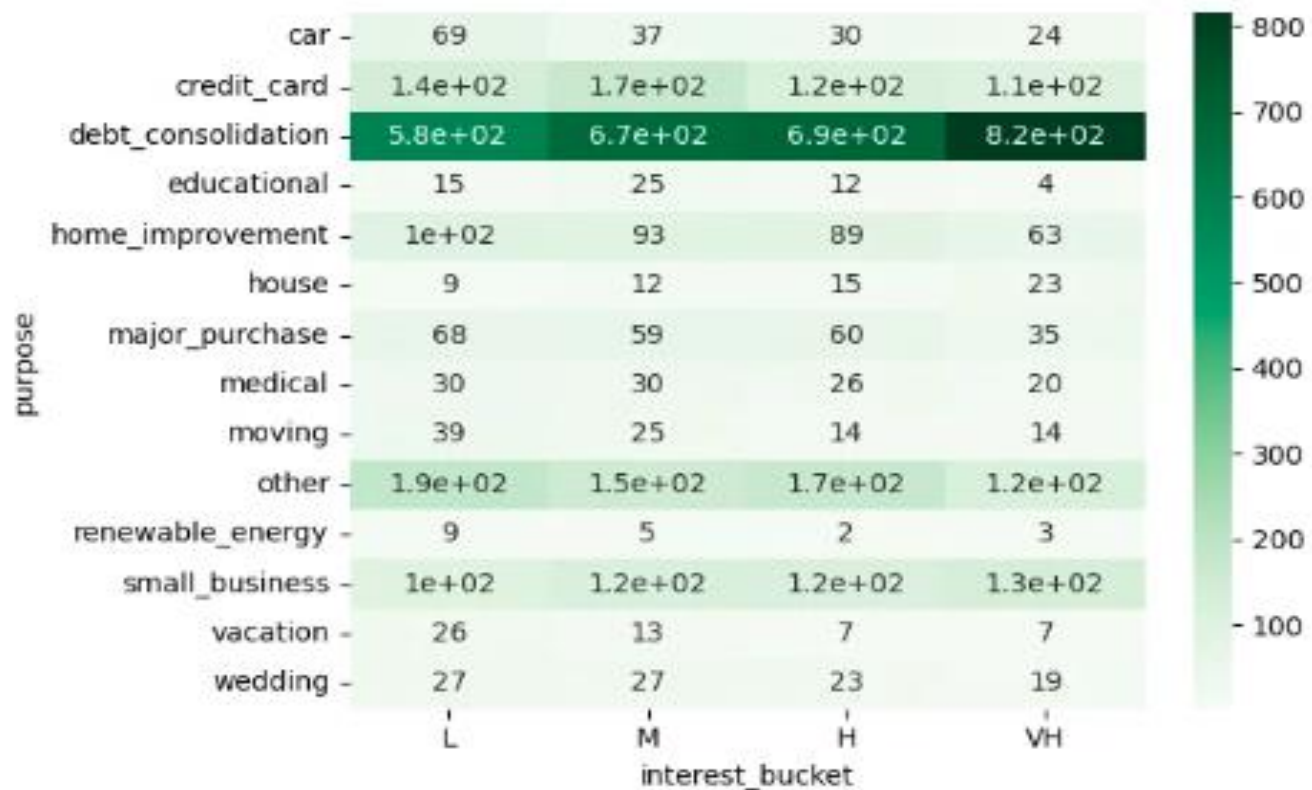 car 69 37 30 24 800
credit_card 1.4e+02 1.7e+02 1.2e+02 1.1e+02
700
debt_consolidation 5.8e+02 6.7e+02 6.9e+02 8.2e+02
educational 15 25 12 4 600
home_improvement 1e+02 93 89 63
house 9 12 15 23 500
major_purchase 68 59 60 35
purpose
medical 30 30 26 20 400
moving 39 25 14 14
300
other 1.9e+02 1.5e+02 1.7e+02 1.2e+02
renewable_energy 9 5 2 3 200
small_business 1e+02 1.2e+02 1.2e+02 1.3e+02
vacation 26 13 7 7 100
wedding 27 27 23 19
L M H VH
interest_bucket